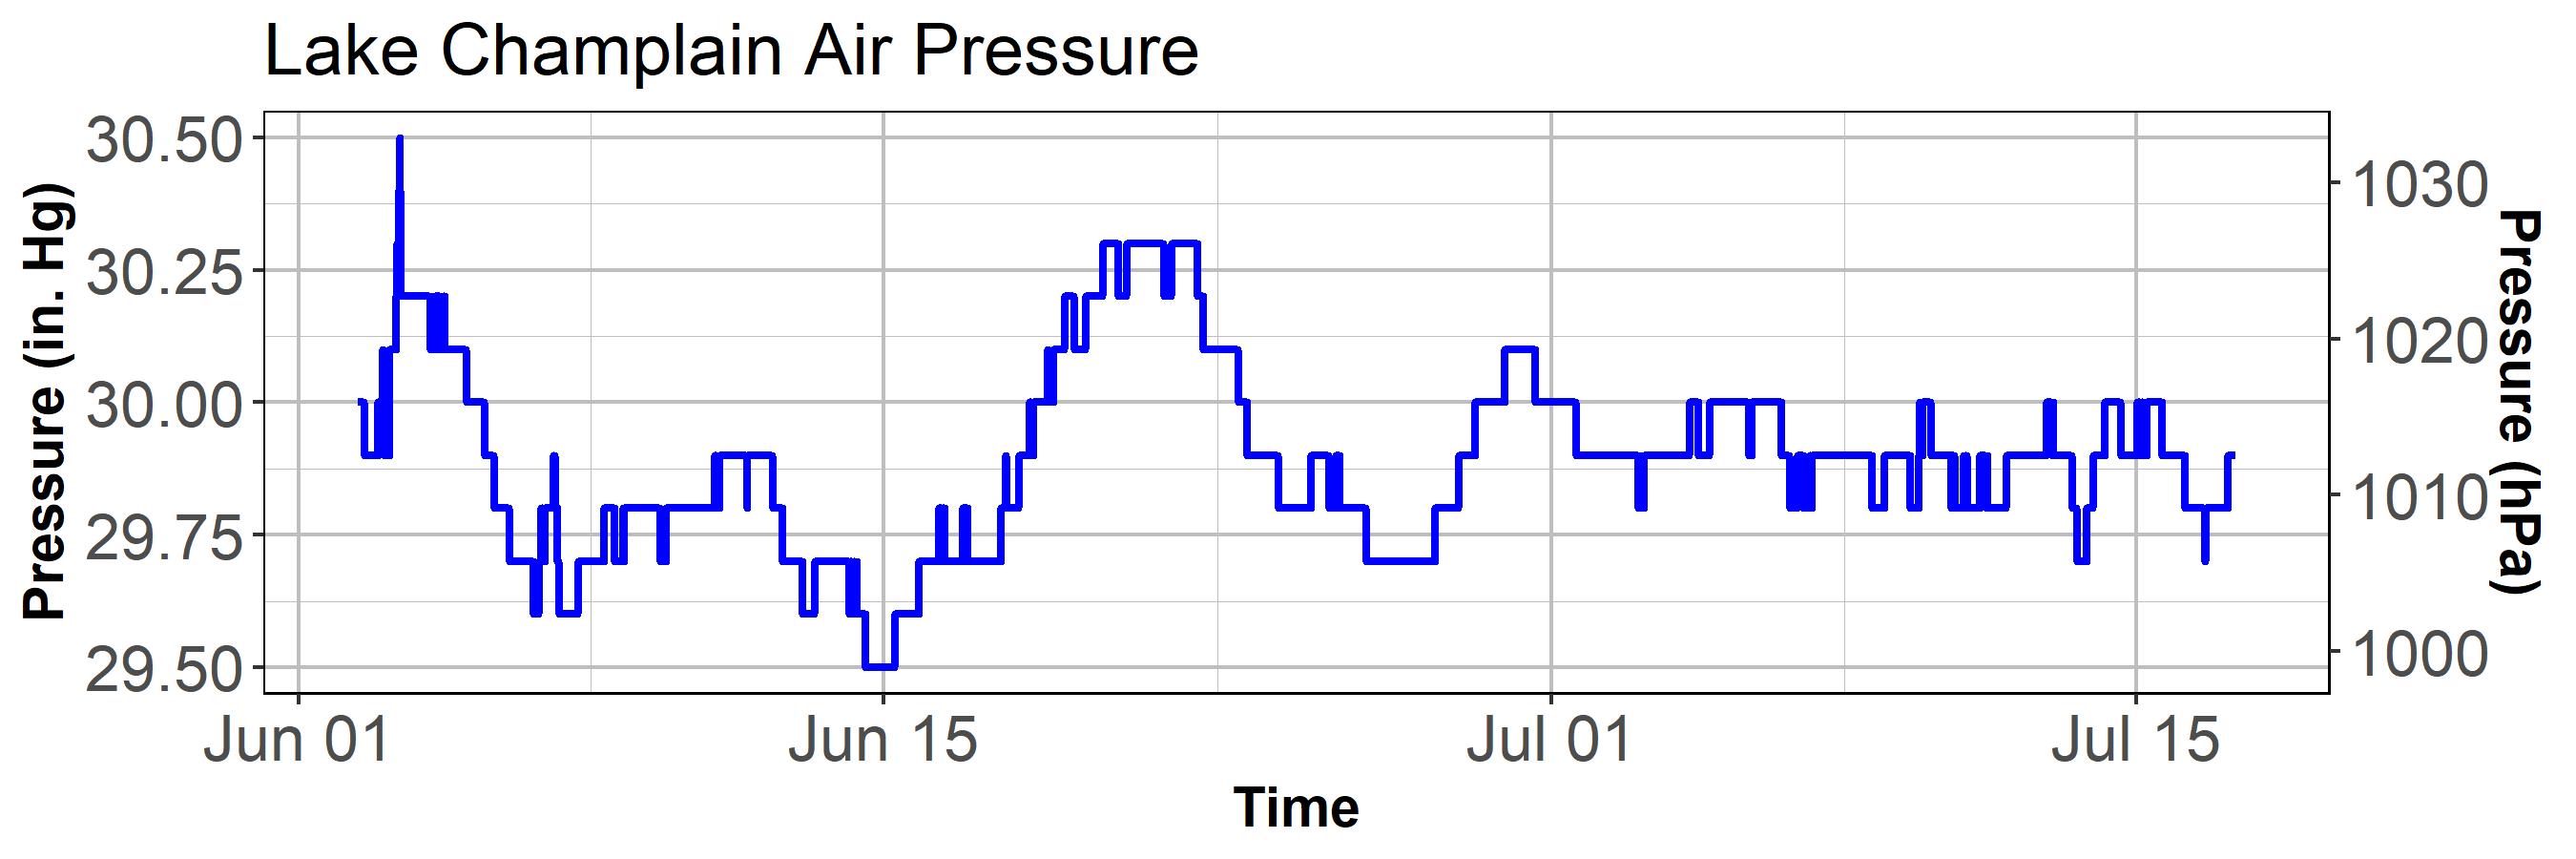 Lake Champlain Air Pressure
Pressure (in. Hg)
30.50
30.25
30.00
29.75
29.50
1030
1020
1010
1000
Pressure (hPa)
Jun 01
Jun 15
Jul 01
Jul 15
Time